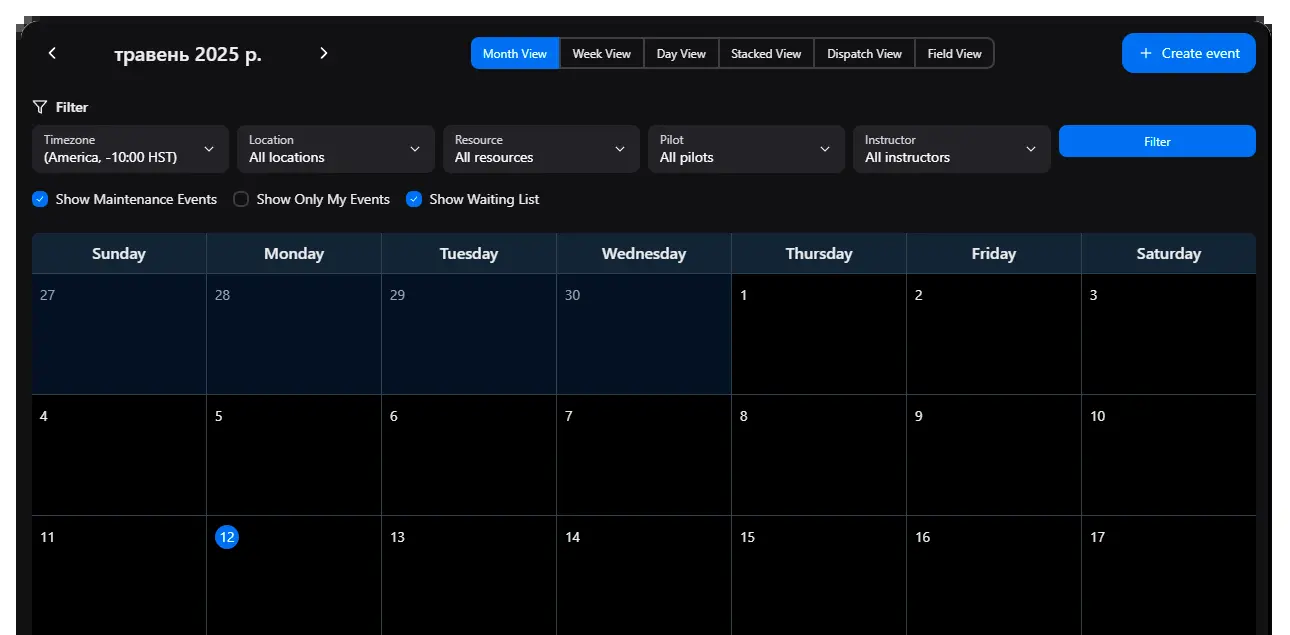 травень 2025 р.
Month View Week View Day View Stacked View Dispatch View Field View
Create event
Filter
Timezone Location Resource Pilot Instructor
(America, -10:00 HST) All locations All resources All pilots All instructors
Filter
Show Maintenance Events Show Only My Events Show Waiting List
Sunday Monday Tuesday Wednesday Thursday Friday Saturday
27 28 29 30 1 2 3
4 5 6 7 8 9 10
11 12 13 14 15 16 17